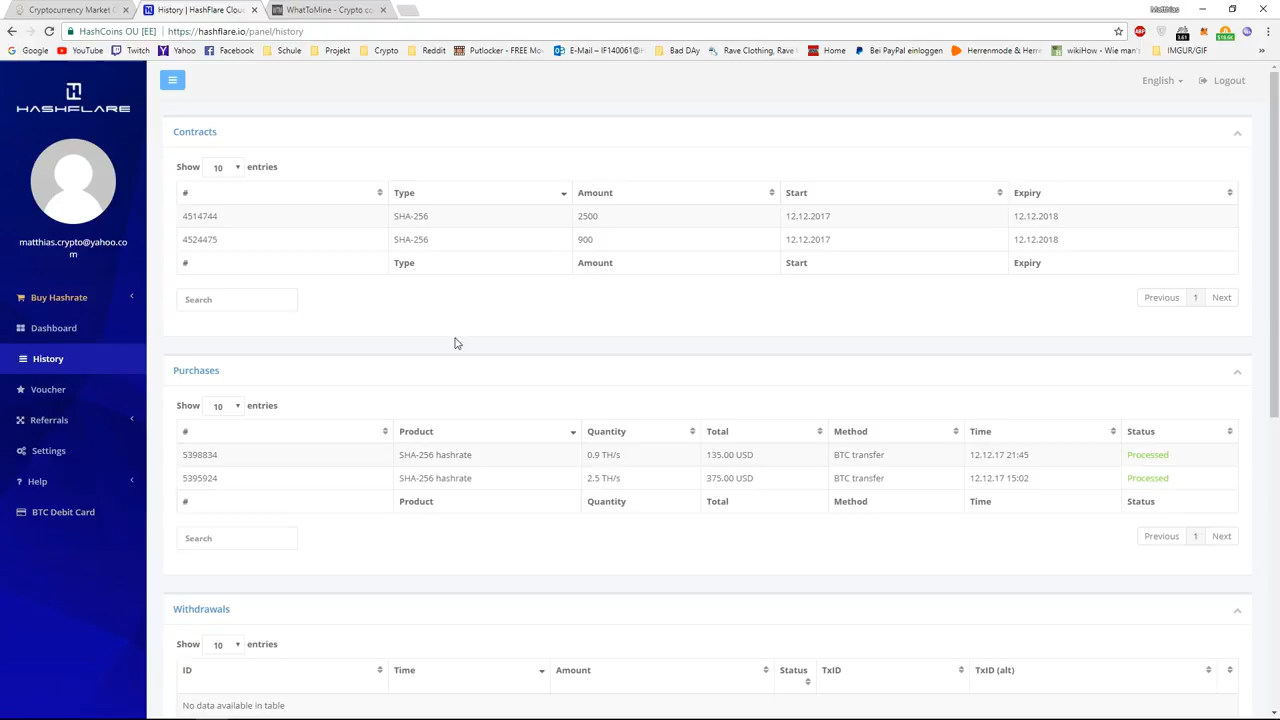 Cryptocurrency Market C
History | HashFlare Clou
WhatToMine - Crypto co
Matthias
HashCoins OU [EE] | https://hashflare.io/panel/history
Google YouTube Twitch Yahoo Facebook Schule Projekt Crypto Reddit Putlocker - FREE Mo E-Mail – IF140061@ Bad DAy Rave Clothing, Rave Home Bei PayPal einloggen Herrenmode & Herre wikiHow - Wie man' IMGUR/GIF »
HASHFLARE
matthias.crypto@yahoo.co
m
Buy Hashrate
Dashboard
History
Voucher
Referrals
Settings
Help
BTC Debit Card
English Logout
Contracts
Show 10 entries
# Type Amount Start Expiry
4514744 SHA-256 2500 12.12.2017 12.12.2018
4524475 SHA-256 900 12.12.2017 12.12.2018
# Type Amount Start Expiry
Search Previous 1 Next
Purchases
Show 10 entries
# Product Quantity Total Method Time Status
5398834 SHA-256 hashrate 0.9 TH/s 135.00 USD BTC transfer 12.12.17 21:45 Processed
5395924 SHA-256 hashrate 2.5 TH/s 375.00 USD BTC transfer 12.12.17 15:02 Processed
# Product Quantity Total Method Time Status
Search Previous 1 Next
Withdrawals
Show 10 entries
ID Time Amount Status TxID TxID (alt)
No data available in table